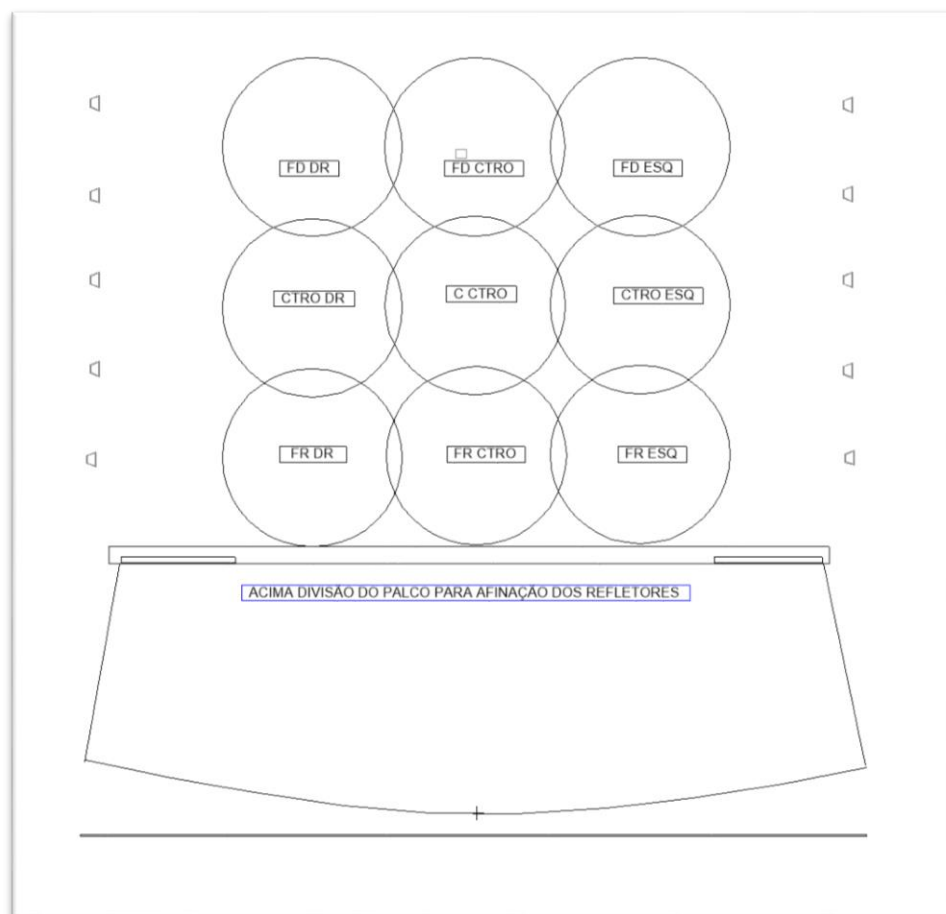 FD DR
FD CTRO
FD ESQ
CTRO DR
C CTRO
CTRO ESQ
FR DR
FR CTRO
FR ESQ
ACIMA DIVISÃO DO PALCO PARA AFINAÇÃO DOS REFLETORES